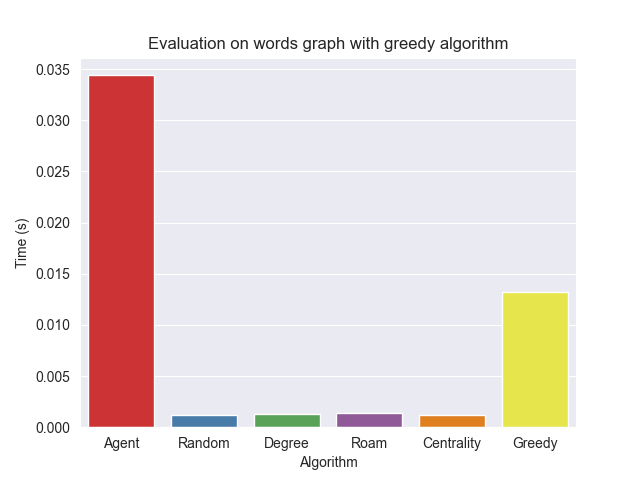 Evaluation on words graph with greedy algorithm
Time (s)
0.035
0.030
0.025
0.020
0.015
0.010
0.005
0.000
Agent Random Degree Roam Centrality Greedy
Algorithm